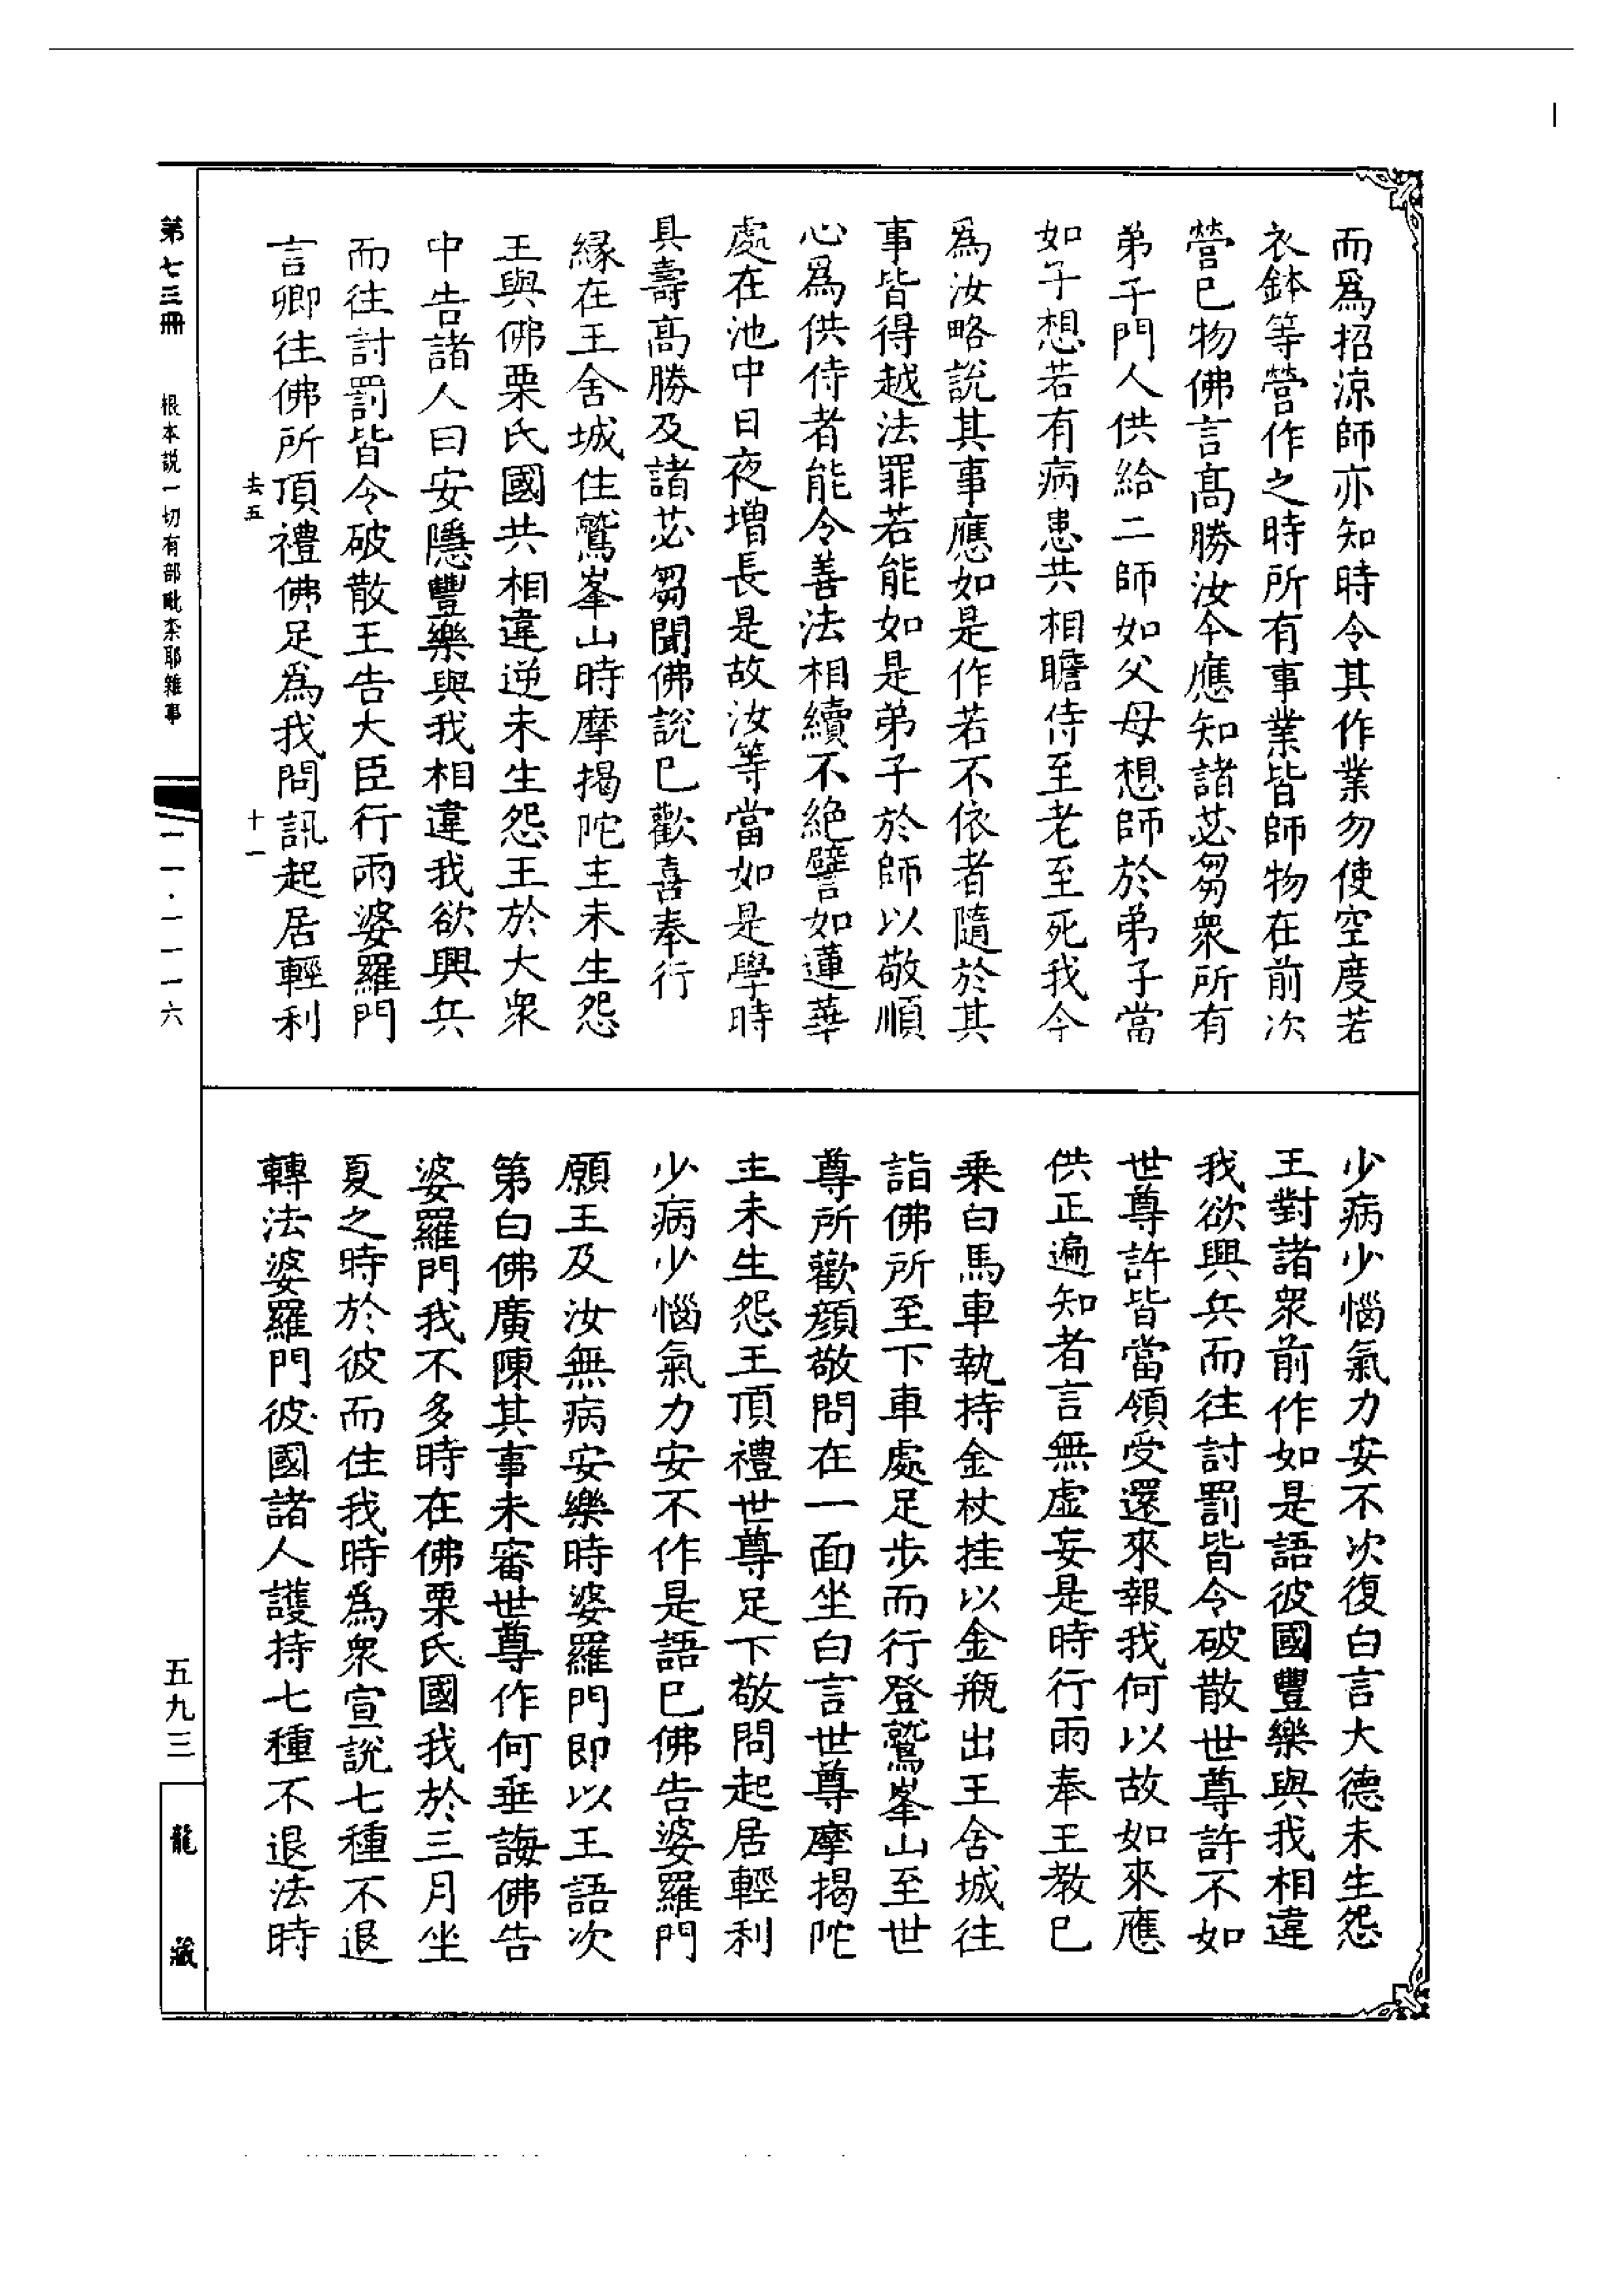 而爲招涼師亦知時令其作業勿使空度若
衣鉢等營作之時所有事業皆師物在前次
營已物佛言髙勝汝今應知諸苾芻衆所有
弟子門人供給二師如父母想師於弟子當
如子想若有病患共相瞻侍至老至死我今
爲汝略說其事應如是作若不依者隨於其
事皆得越法罪若能如是弟子於師以敬順
心爲供侍者能令善法相續不絶譬如蓮華
處在池中日夜增長是故汝等當如是學時
具壽髙勝及諸苾芻聞佛說已歡喜奉行
緣在王舍城住鷲峯山時摩揭陀主未生怨
王與佛栗氏國共相違逆未生怨王於大衆
中告諸人曰安隱豐樂與我相違我欲興兵
而往討罰皆令破散王告大臣行雨婆羅門
言卿往佛所頂禮佛足爲我問訊起居輕利
去五
十一
少病少惱氣力安不次復白言大德未生怨
王對諸衆前作如是語彼國豐樂與我相違
我欲興兵而往討罰皆令破散世尊許不如
世尊許皆當領受還來報我何以故如來應
供正遍知者言無虛妄是時行雨奉王教已
乗白馬車執持金杖挂以金瓶出王舍城往
詣佛所至下車處足步而行登鷲峯山至世
尊所歡顔敬問在一面坐白言世尊摩揭陀
主未生怨王頂禮世尊足下敬問起居輕利
少病少惱氣力安不作是語已佛告婆羅門
願王及汝無病安樂時婆羅門即以王語次
第白佛廣陳其事未審世尊作何垂誨佛告
婆羅門我不多時在佛栗氏國我於三月坐
夏之時於彼而住我時爲衆宣說七種不退
轉法婆羅門彼國諸人護持七種不退法時
第七三冊
根本説一切有部毗柰耶雜事
一一·一一一六
五九三
龍藏